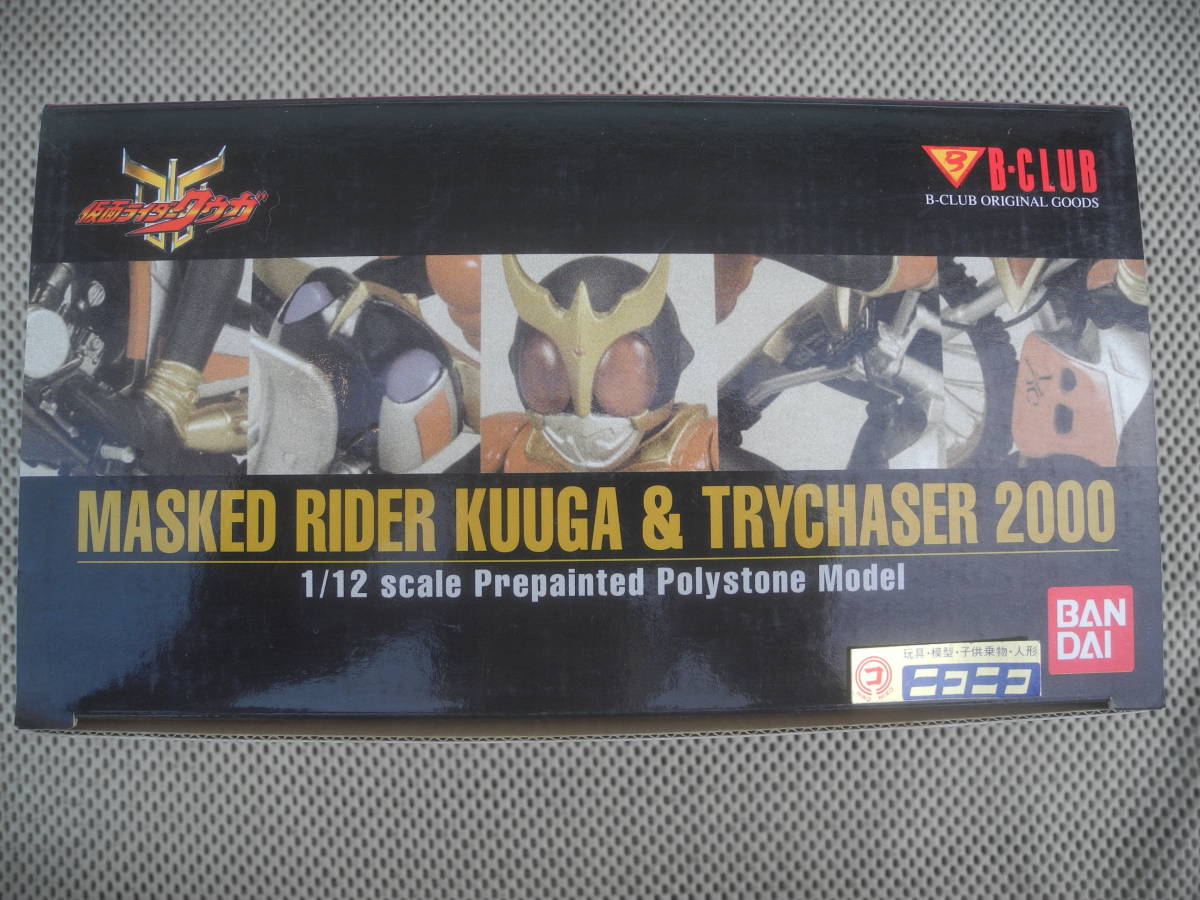 仮面ライダークウガ
B
B-CLUB
B-CLUB ORIGINAL GOODS
MASKED RIDER KUUGA & TRYCHASER 2000
1/12 scale Prepainted Polystone Model
BAN
DAI
玩具・模型・子供乗物・人形
コ
ニコニコ